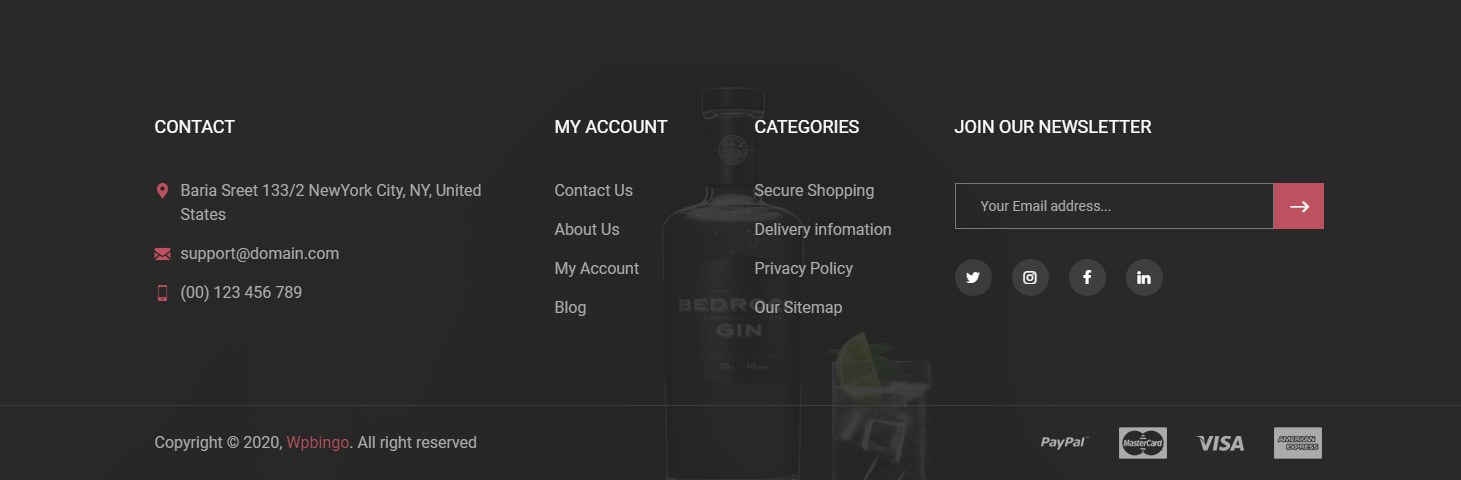 CONTACT
Baria Sreet 133/2 NewYork City, NY, United
States
support@domain.com
(00) 123 456 789
MY ACCOUNT
Contact Us
About Us
My Account
Blog
CATEGORIES
Secure Shopping
Delivery infomation
Privacy Policy
Our Sitemap
JOIN OUR NEWSLETTER
Your Email address...
GIN
Copyright © 2020, Wpbingo. All right reserved
PayPal
MasterCard
VISA
AMERICAN
EXPRESS